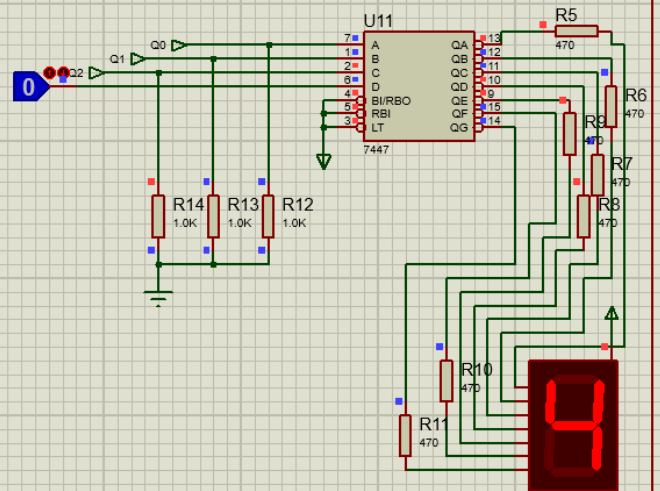 U11
R5
470
Q0
Q1
Q2
0
7 A QA 13
1 B QB 12
2 C QC 11
6 D QD 10
4 BI/RBO QE 9
5 RBI QF 15
3 LT QG 14
7447
R6
470
R9
470
R7
470
R8
470
R14
1.0K
R13
1.0K
R12
1.0K
R10
470
R11
470
4